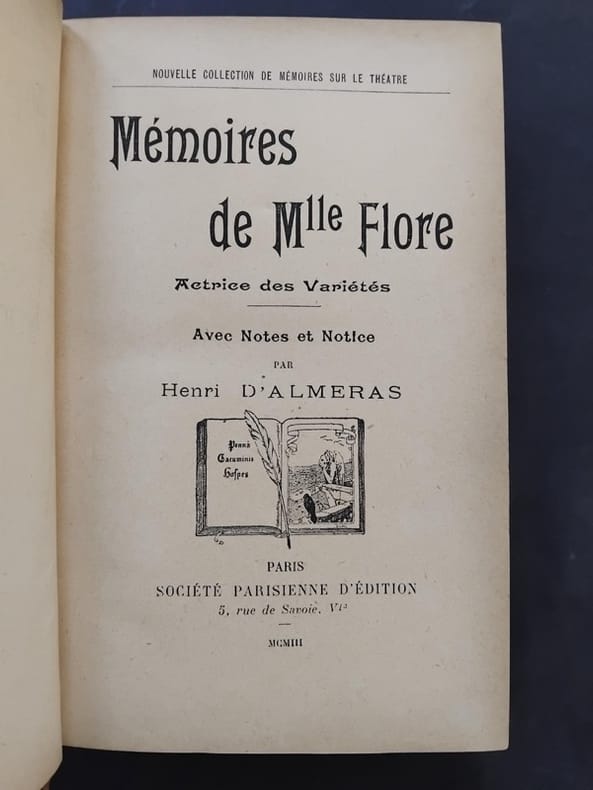 NOUVELLE COLLECTION DE MÉMOIRES SUR LE THÉATRE
Mémoires
de Mlle Flore
Actrice des Variétés
Avec Notes et Notice
PAR
Henri D'ALMERAS
Pennâ
Cacuminis
Hospes
PARIS
SOCIÉTÉ PARISIENNE D'ÉDITION
5, rue de Savoie, VIe
MCMIII